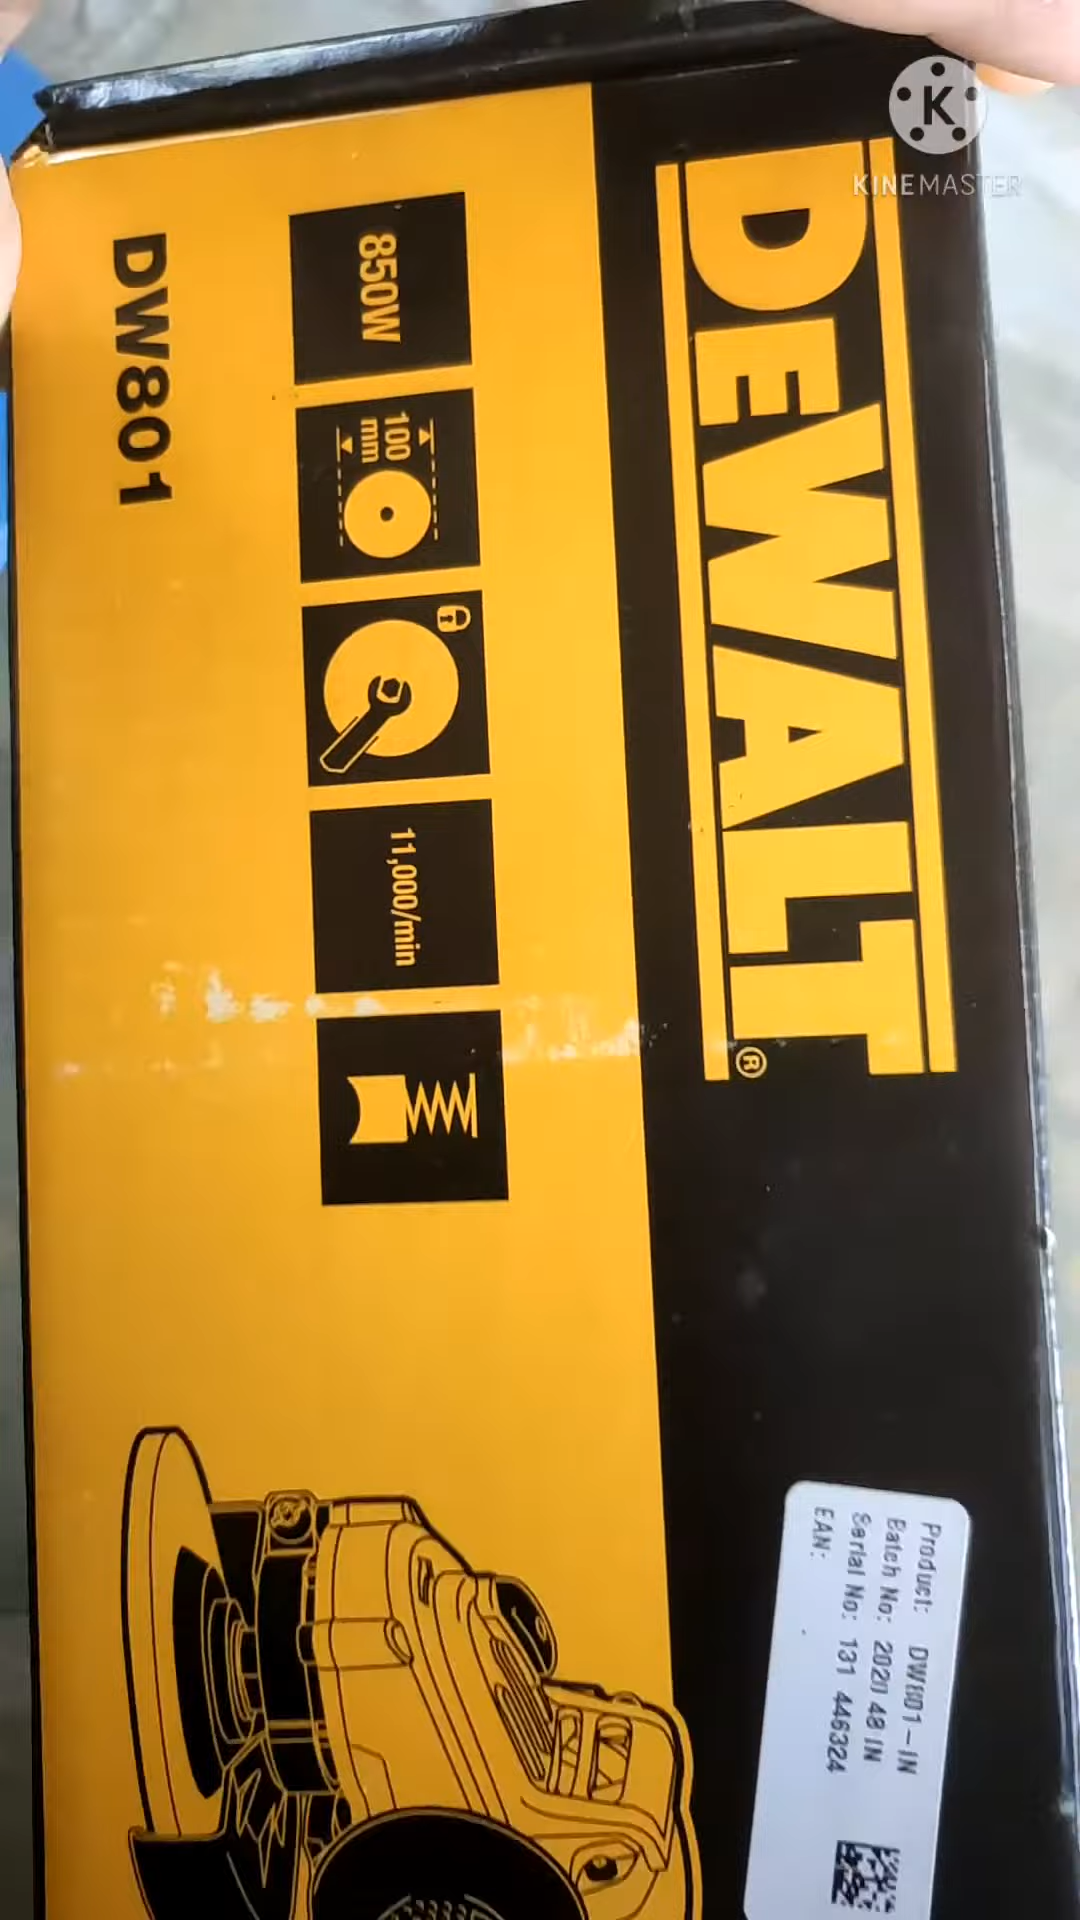 KINEMASTER
DEWALT®
850W
100
mm
11,000/min
DW801
Product: DW801-IN
Batch No: 2020 48 IN
Serial No: 131 446324
EAN: